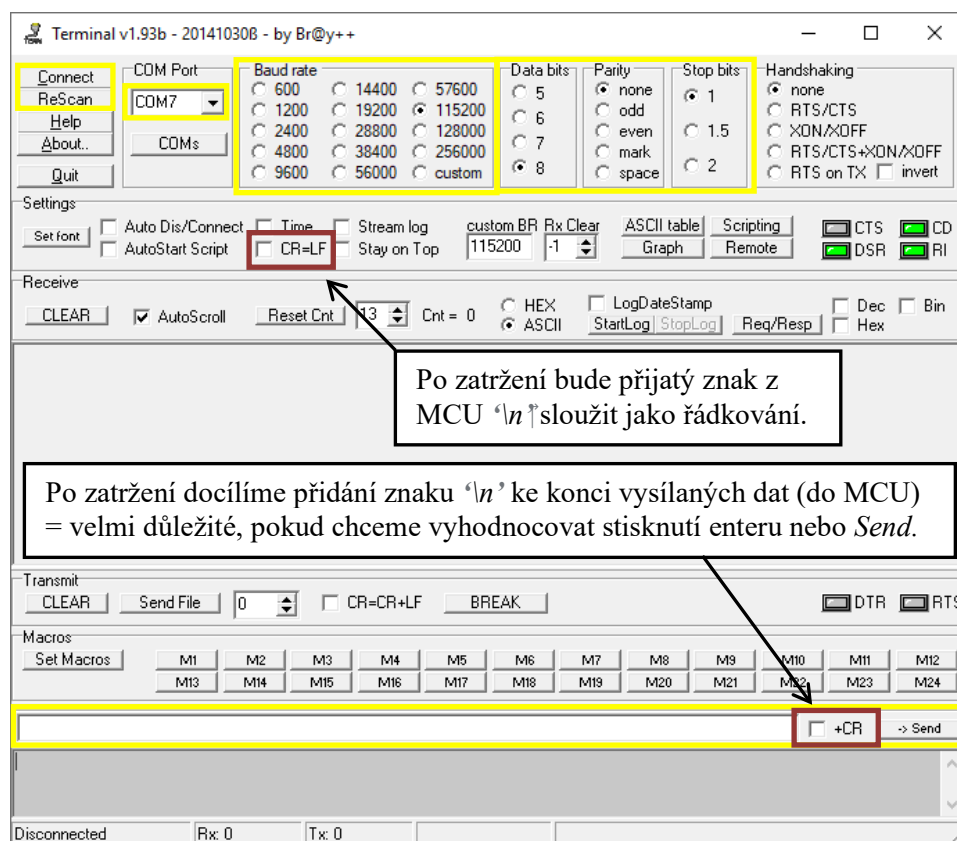 Terminal v1.93b - 20141030ß - by Br@y++
Connect
ReScan
Help
About..
Quit
COM Port
COM7
COMs
Baud rate
600 14400 57600
1200 19200 115200
2400 28800 128000
4800 38400 256000
9600 56000 custom
Data bits
5
6
7
8
Parity
none
odd
even
mark
space
Stop bits
1
1.5
2
Handshaking
none
RTS/CTS
XON/XOFF
RTS/CTS+XON/XOFF
RTS on TX invert
Settings
Set font
Auto Dis/Connect Time Stream log
AutoStart Script CR=LF Stay on Top
custom BR Rx Clear
115200 -1
ASCII table Scripting
Graph Remote
CTS CD
DSR RI
Receive
CLEAR AutoScroll Reset Cnt 13 Cnt = 0
HEX
ASCII
LogDateStamp
StartLog StopLog Req/Resp
Dec Bin
Hex
Po zatržení bude přijatý znak z
MCU ‘\n‘ sloužit jako řádkování.
Po zatržení docílíme přidání znaku ‘\n’ ke konci vysílaných dat (do MCU)
= velmi důležité, pokud chceme vyhodnocovat stisknutí enteru nebo Send.
Transmit
CLEAR Send File 0 CR=CR+LF BREAK DTR RTS
Macros
Set Macros M1 M2 M3 M4 M5 M6 M7 M8 M9 M10 M11 M12
M13 M14 M15 M16 M17 M18 M19 M20 M21 M22 M23 M24
+CR -> Send
Disconnected Rx: 0 Tx: 0